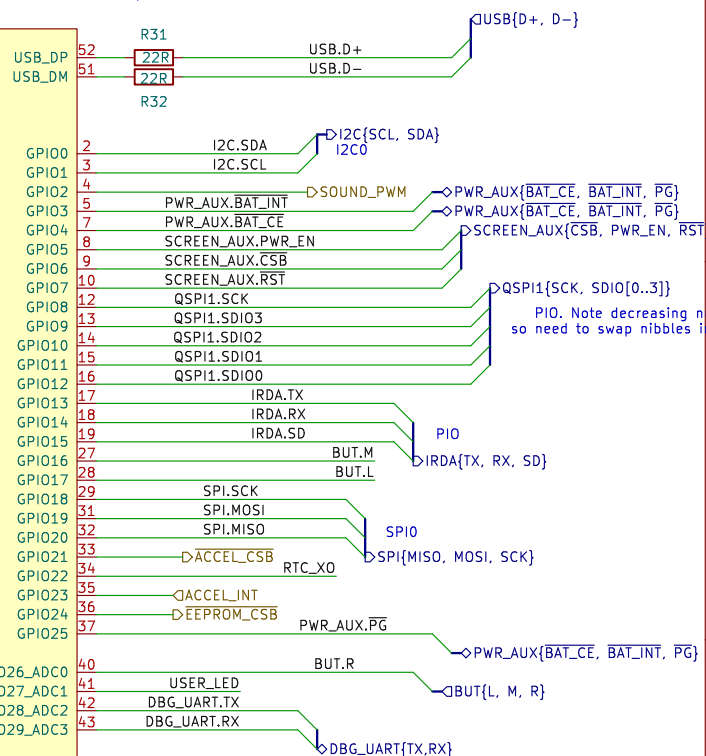 R31
USB{D+, D-}
USB_DP 52 22R USB.D+
USB_DM 51 22R USB.D-
R32
I2C{SCL, SDA}
I2C0
GPIO0 2 I2C.SDA
GPIO1 3 I2C.SCL
GPIO2 4 SOUND_PWM
GPIO3 5 PWR_AUX.BAT_INT PWR_AUX{BAT_CE, BAT_INT, PG}
GPIO4 7 PWR_AUX.BAT_CE PWR_AUX{BAT_CE, BAT_INT, PG}
GPIO5 8 SCREEN_AUX.PWR_EN SCREEN_AUX{CSB, PWR_EN, RST
GPIO6 9 SCREEN_AUX.CSB
GPIO7 10 SCREEN_AUX.RST QSPI1{SCK, SDIO[0..3]}
GPIO8 12 QSPI1.SCK PIO. Note decreasing n
GPIO9 13 QSPI1.SDIO3 so need to swap nibbles i
GPIO10 14 QSPI1.SDIO2
GPIO11 15 QSPI1.SDIO1
GPIO12 16 QSPI1.SDIO0
GPIO13 17 IRDA.TX
GPIO14 18 IRDA.RX
GPIO15 19 IRDA.SD PIO
GPIO16 27 BUT.M IRDA{TX, RX, SD}
GPIO17 28 BUT.L
GPIO18 29 SPI.SCK
GPIO19 31 SPI.MOSI
GPIO20 32 SPI.MISO SPI0
GPIO21 33 ACCEL_CSB SPI{MISO, MOSI, SCK}
GPIO22 34 RTC_XO
GPIO23 35 ACCEL_INT
GPIO24 36 EEPROM_CSB
GPIO25 37 PWR_AUX.PG
PWR_AUX{BAT_CE, BAT_INT, PG}
O26_ADC0 40 BUT.R
O27_ADC1 41 USER_LED BUT{L, M, R}
O28_ADC2 42 DBG_UART.TX
O29_ADC3 43 DBG_UART.RX
DBG_UART{TX,RX}